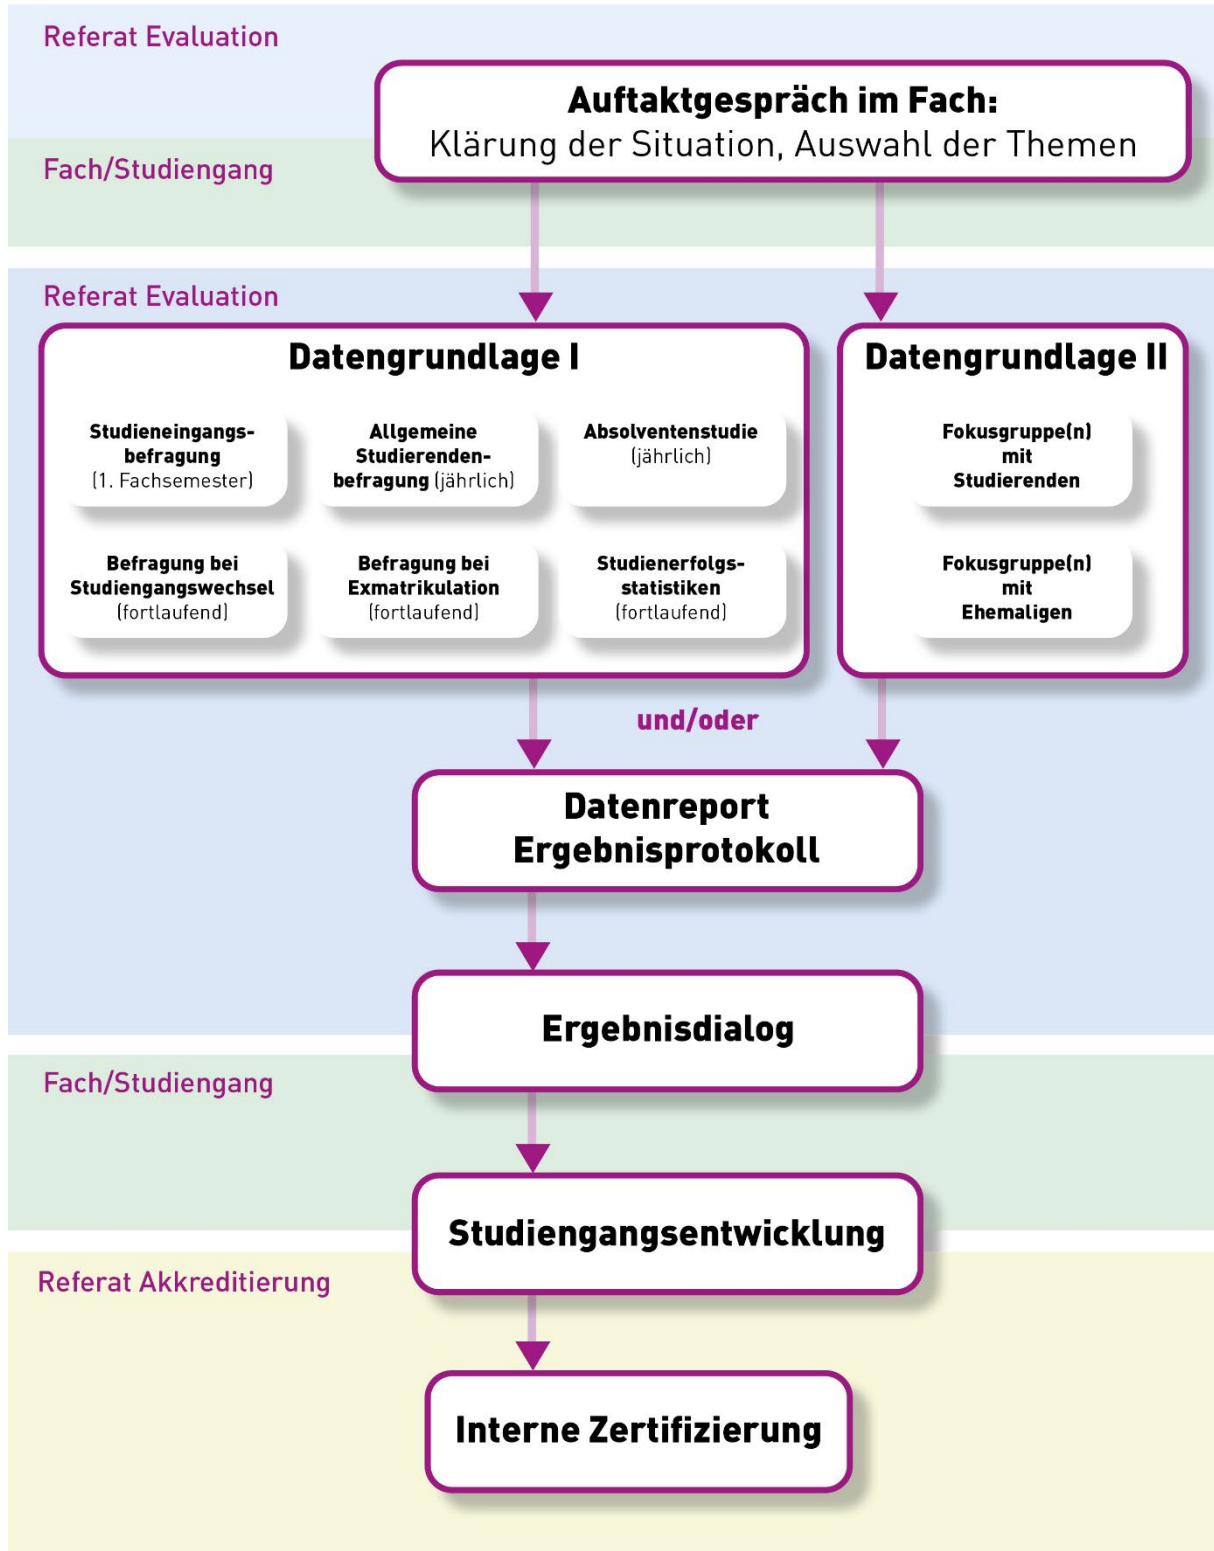 Referat Evaluation
Auftaktgespräch im Fach:
Klärung der Situation, Auswahl der Themen
Fach/Studiengang
Referat Evaluation
Datengrundlage I
Studieneingangs-
befragung
(1. Fachsemester)
Allgemeine
Studierenden-
befragung (jährlich)
Absolventenstudie
(jährlich)
Befragung bei
Studiengangswechsel
(fortlaufend)
Befragung bei
Exmatrikulation
(fortlaufend)
Studienerfolgs-
statistiken
(fortlaufend)
Datengrundlage II
Fokusgruppe(n)
mit
Studierenden
Fokusgruppe(n)
mit
Ehemaligen
und/oder
Datenreport
Ergebnisprotokoll
Ergebnisdialog
Fach/Studiengang
Studiengangsentwicklung
Referat Akkreditierung
Interne Zertifizierung